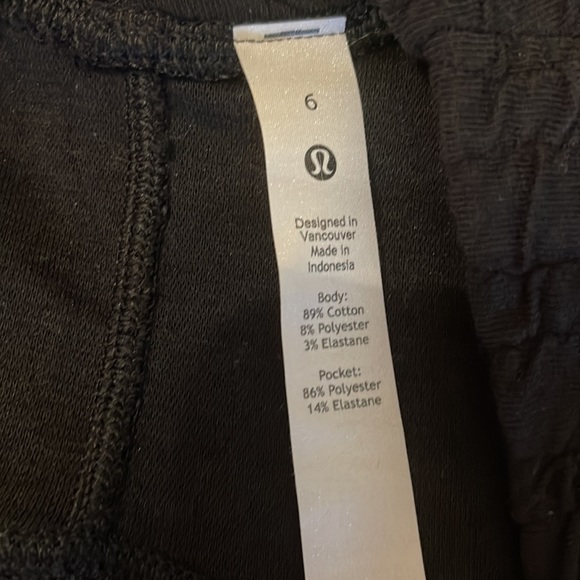 6
Designed in
Vancouver
Made in
Indonesia
Body:
89% Cotton
8% Polyester
3% Elastane
Pocket:
86% Polyester
14% Elastane